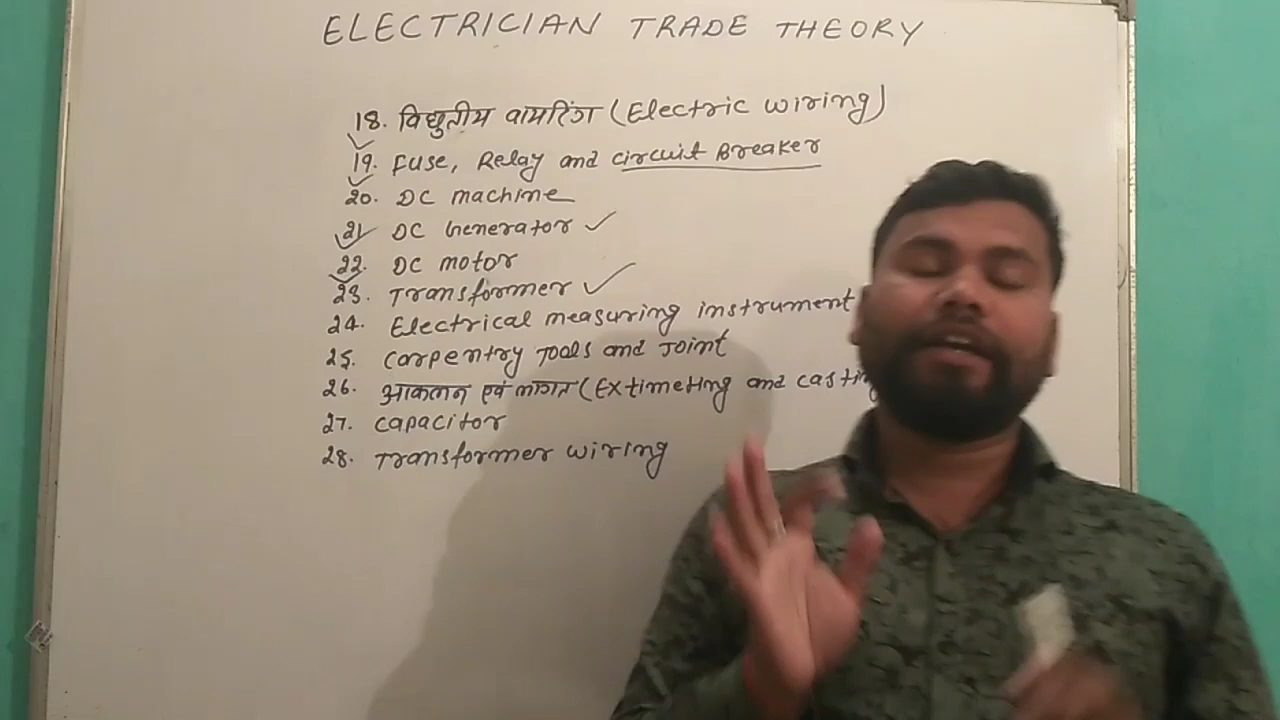 ELECTRICIAN TRADE THEORY
18. विधुतीय वायरिंग (Electric wiring)
19. Fuse, Relay and circuit Breaker
20. DC machine
21 DC Generator
22. DC motor
23. Transformer
24. Electrical measuring instrument
25. Carpentry Tools and Joint
26. आकलन एवं लागत (Extimeting and casting
27. Capacitor
28. Transformer wiring